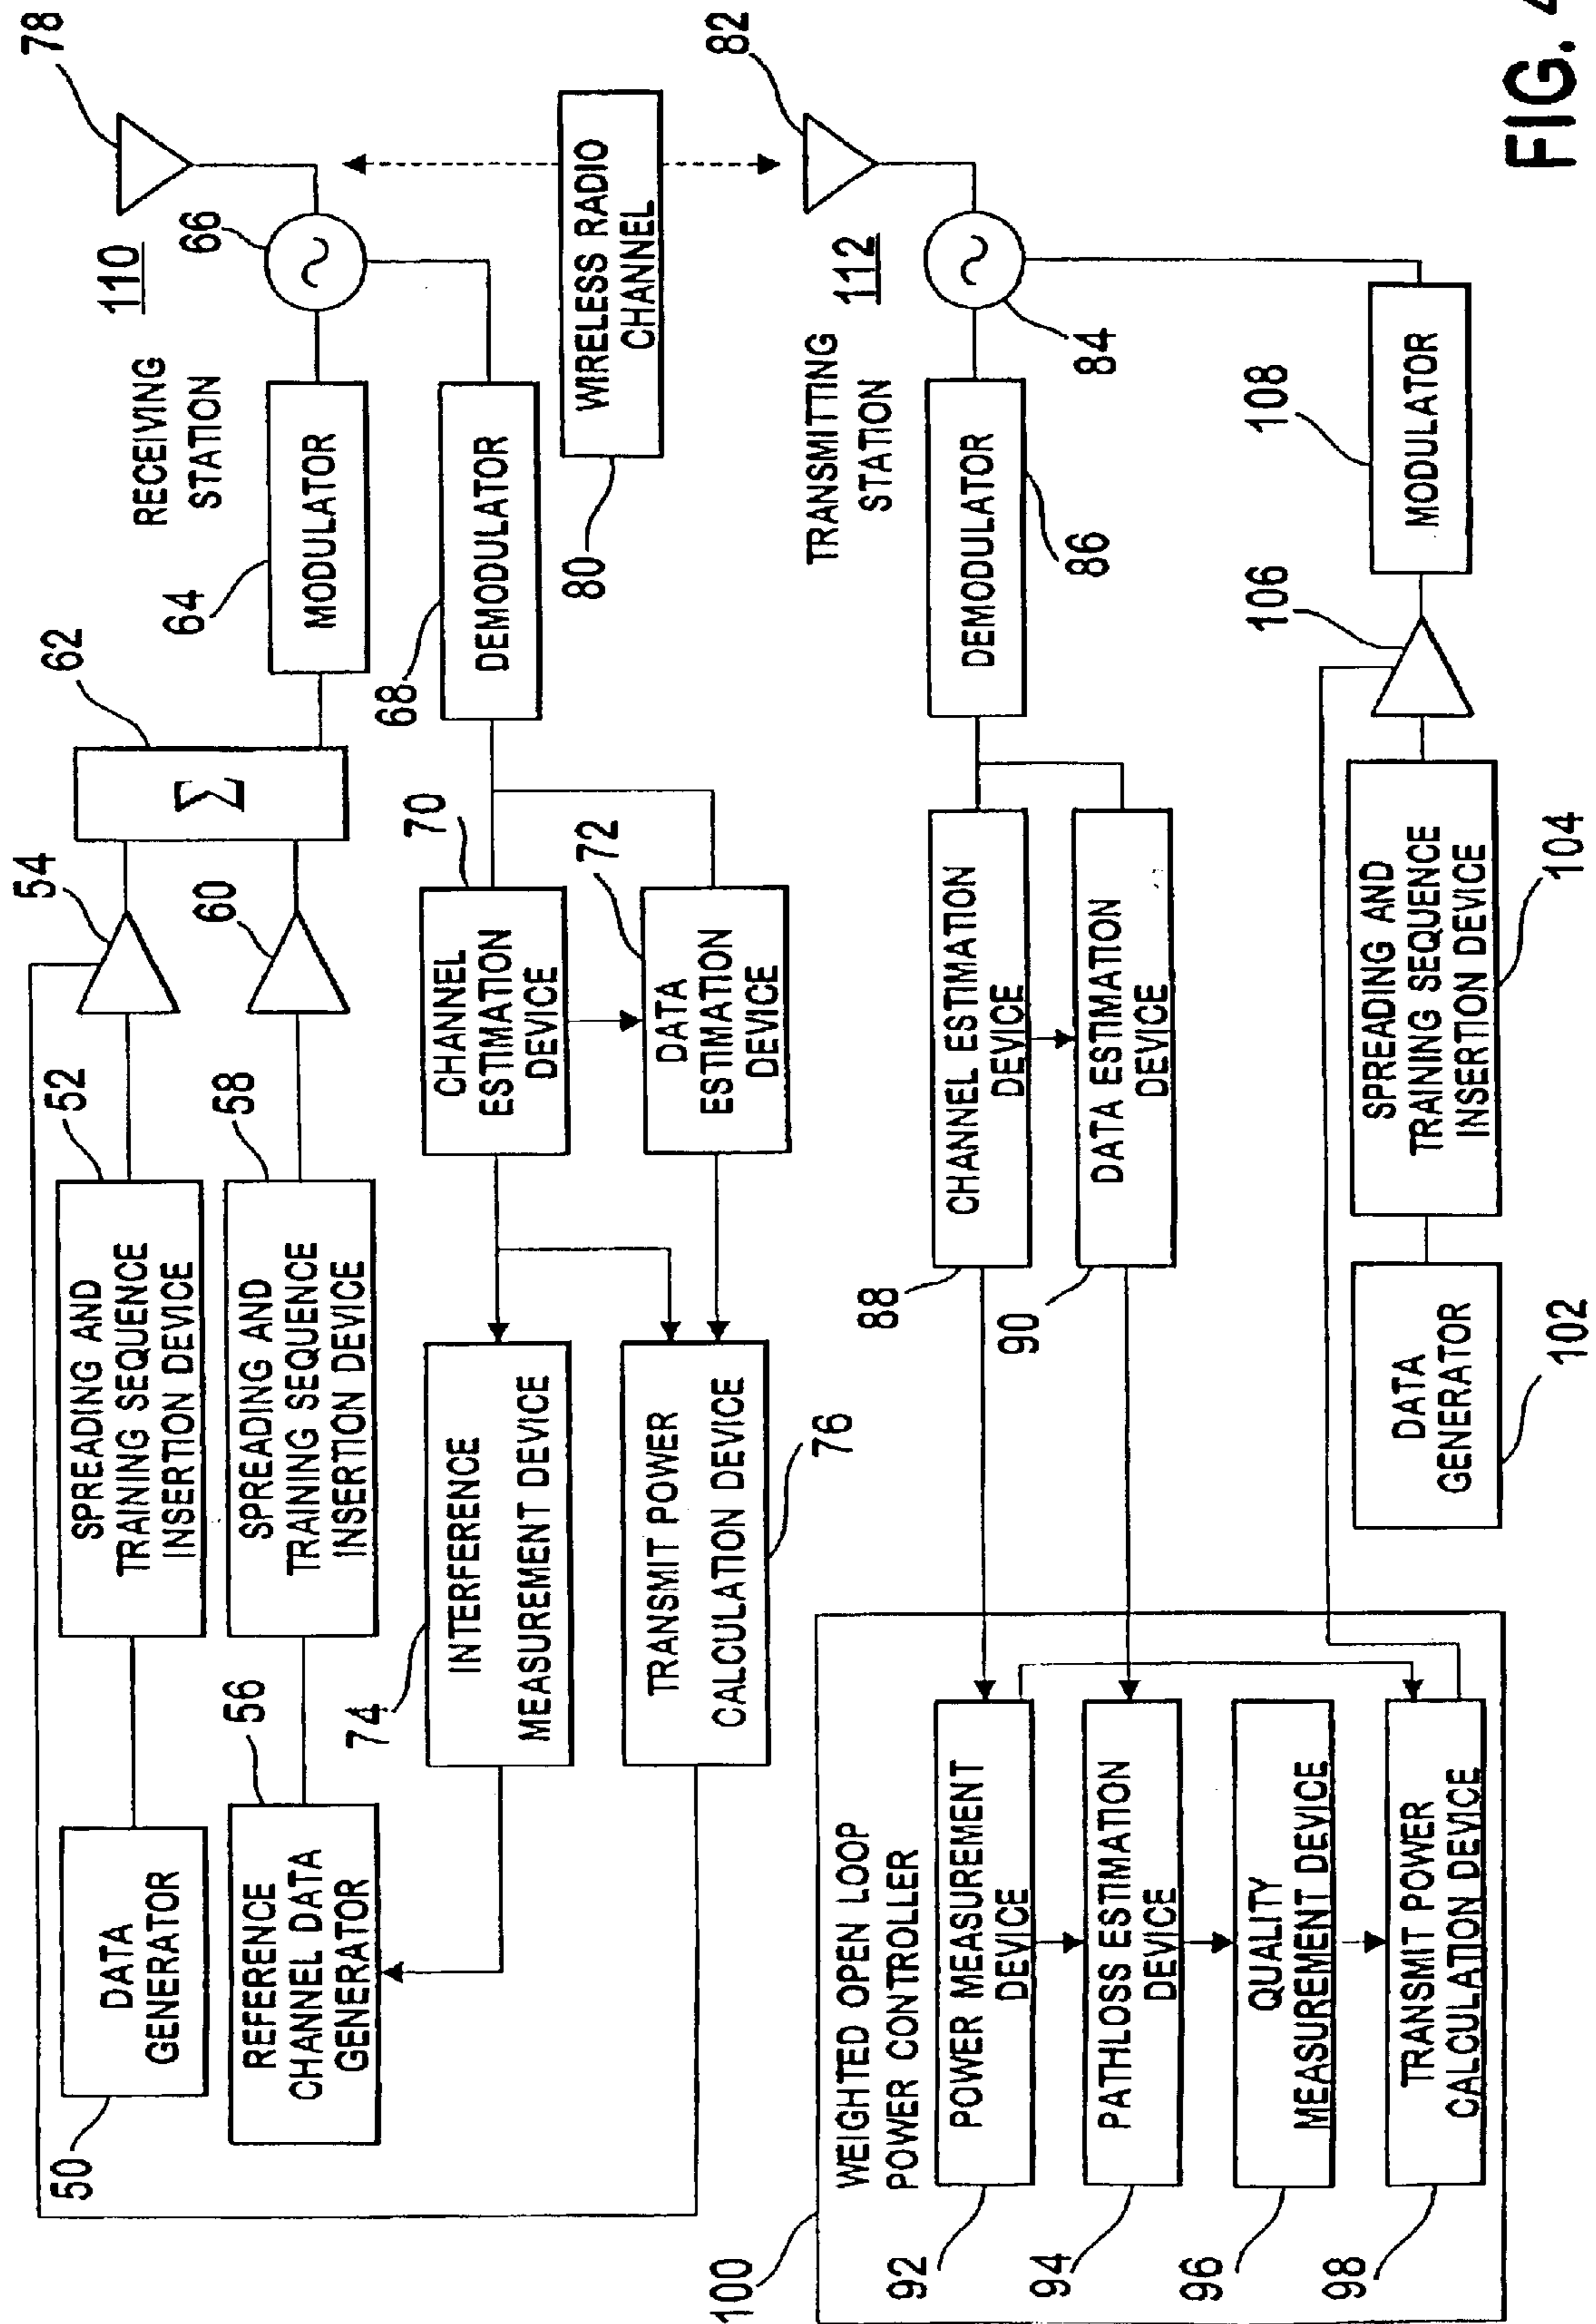 78
110
66
RECEIVING
STATION
64
MODULATOR
62
Σ
54
60
52
SPREADING AND
TRAINING SEQUENCE
INSERTION DEVICE
58
SPREADING AND
TRAINING SEQUENCE
INSERTION DEVICE
50
DATA
GENERATOR
56
REFERENCE
CHANNEL DATA
GENERATOR
68
DEMODULATOR
70
CHANNEL
ESTIMATION
DEVICE
72
DATA
ESTIMATION
DEVICE
74
INTERFERENCE
MEASUREMENT DEVICE
TRANSMIT POWER
CALCULATION DEVICE
76
WIRELESS RADIO
CHANNEL
80
82
112
84
TRANSMITTING
STATION
DEMODULATOR
86
CHANNEL ESTIMATION
DEVICE
88
DATA ESTIMATION
DEVICE
90
100
WEIGHTED OPEN LOOP
POWER CONTROLLER
92
POWER MEASUREMENT
DEVICE
94
PATHLOSS ESTIMATION
DEVICE
96
QUALITY
MEASUREMENT DEVICE
98
TRANSMIT POWER
CALCULATION DEVICE
DATA
GENERATOR
102
SPREADING AND
TRAINING SEQUENCE
INSERTION DEVICE
104
106
108
MODULATOR
FIG. 4